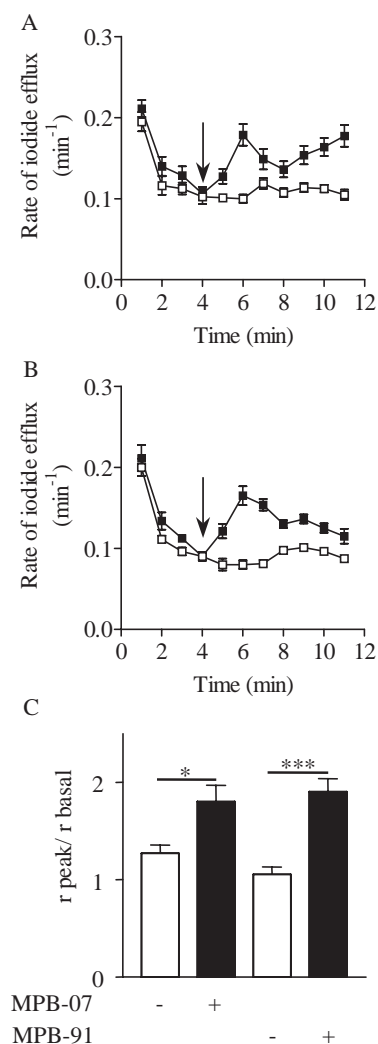 A
Rate of iodide efflux
(min⁻¹)
0.3
0.2
0.1
0.0
0 2 4 6 8 10 12
Time (min)
B
Rate of iodide efflux
(min⁻¹)
0.3
0.2
0.1
0.0
0 2 4 6 8 10 12
Time (min)
C
r peak/ r basal
2
1
0
* ***
MPB-07 - +
MPB-91 - +